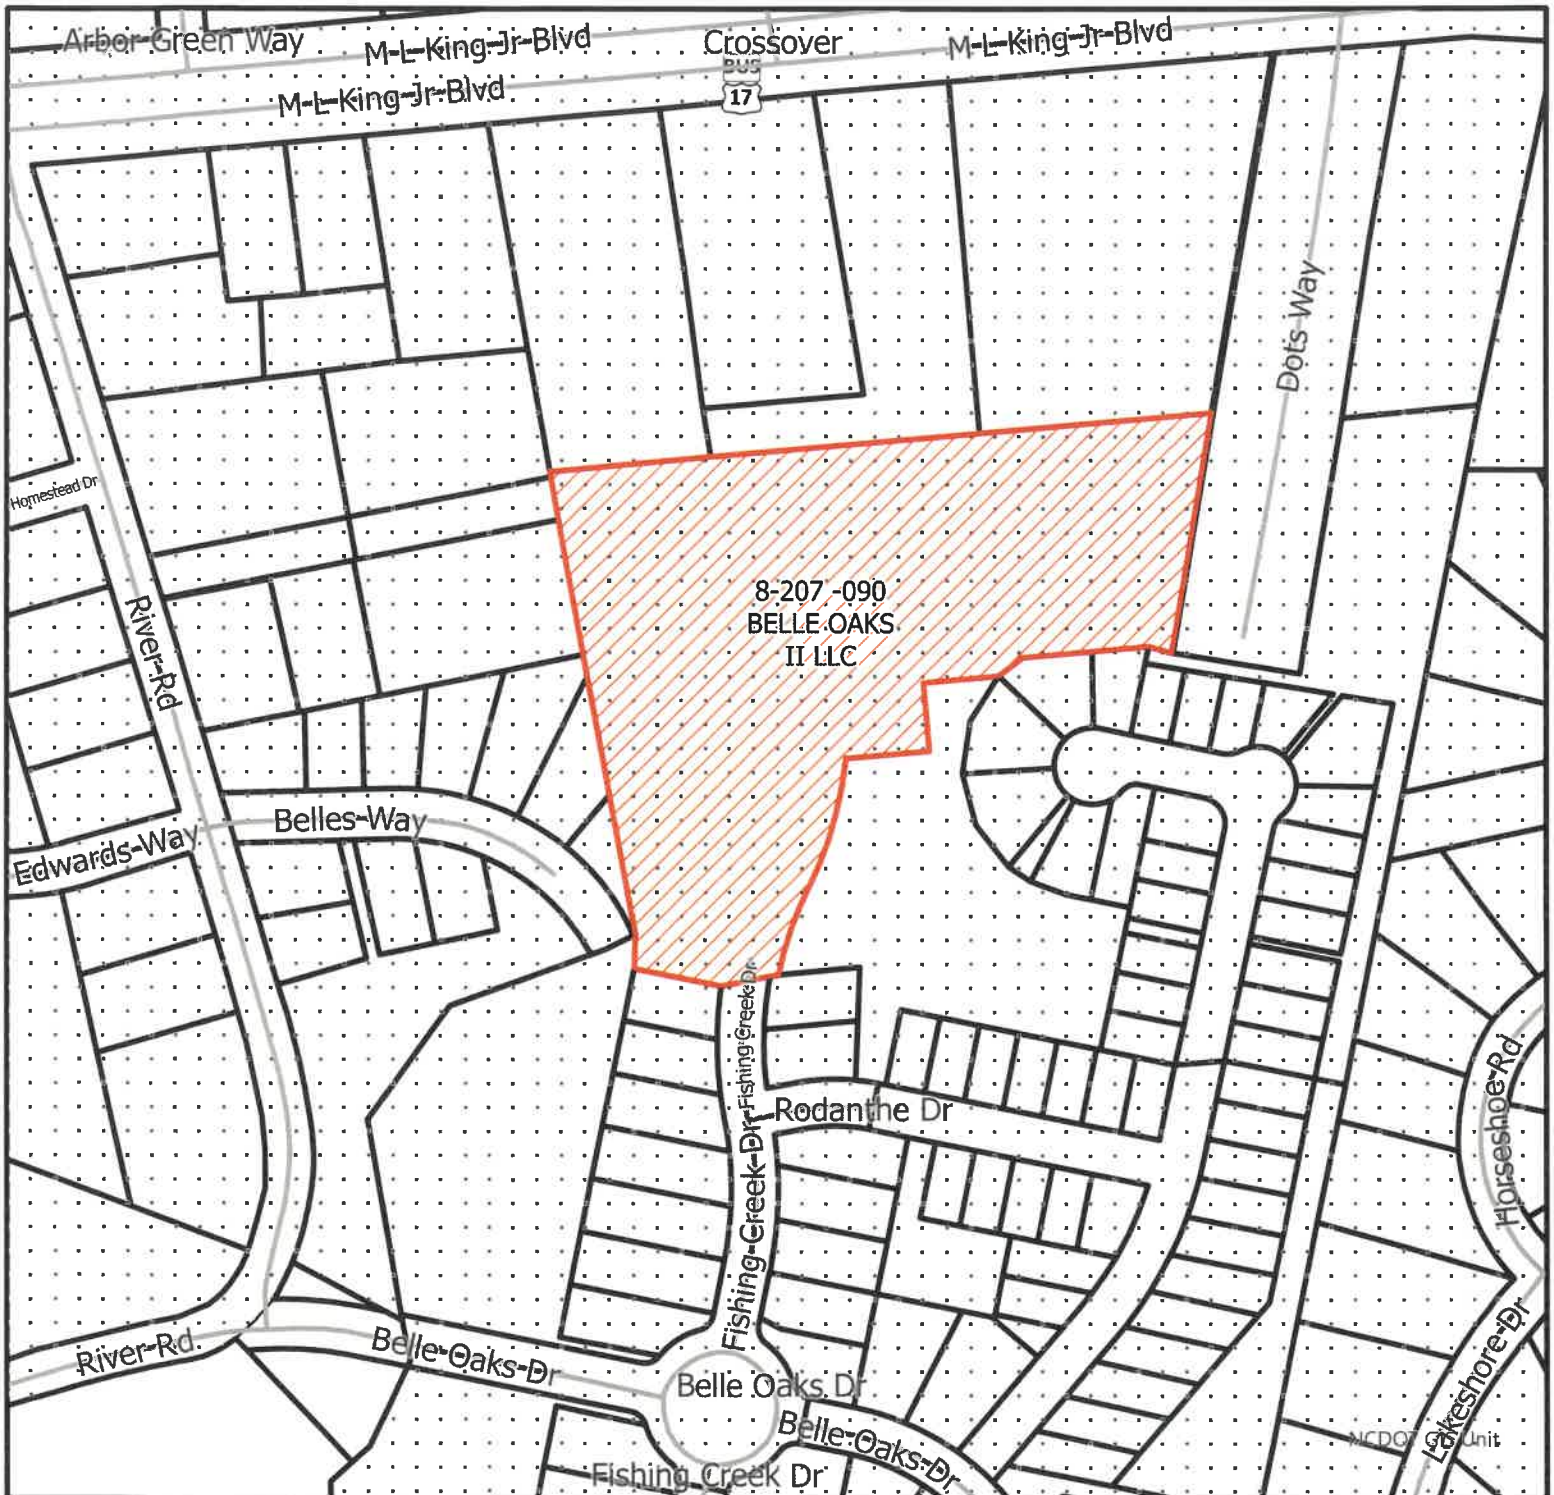 Arbor Green Way
M-L-King-Jr-Blvd
Crossover
M-L-King-Jr-Blvd
BUS
17
M-L-King-Jr-Blvd
Dots Way
Homestead Dr
8-207 -090
BELLE OAKS
II LLC
River-Rd
Belles-Way
Edwards-Way
Fishing-Creek-Dr
Rodanthe Dr
Horseshoe-Rd
Fishing-Creek-Dr
River-Rd
Belle-Oaks-Dr
Belle Oaks Dr
Lakeshore-Dr
Belle-Oaks-Dr
NCDOT GIS Unit
Fishing Creek Dr